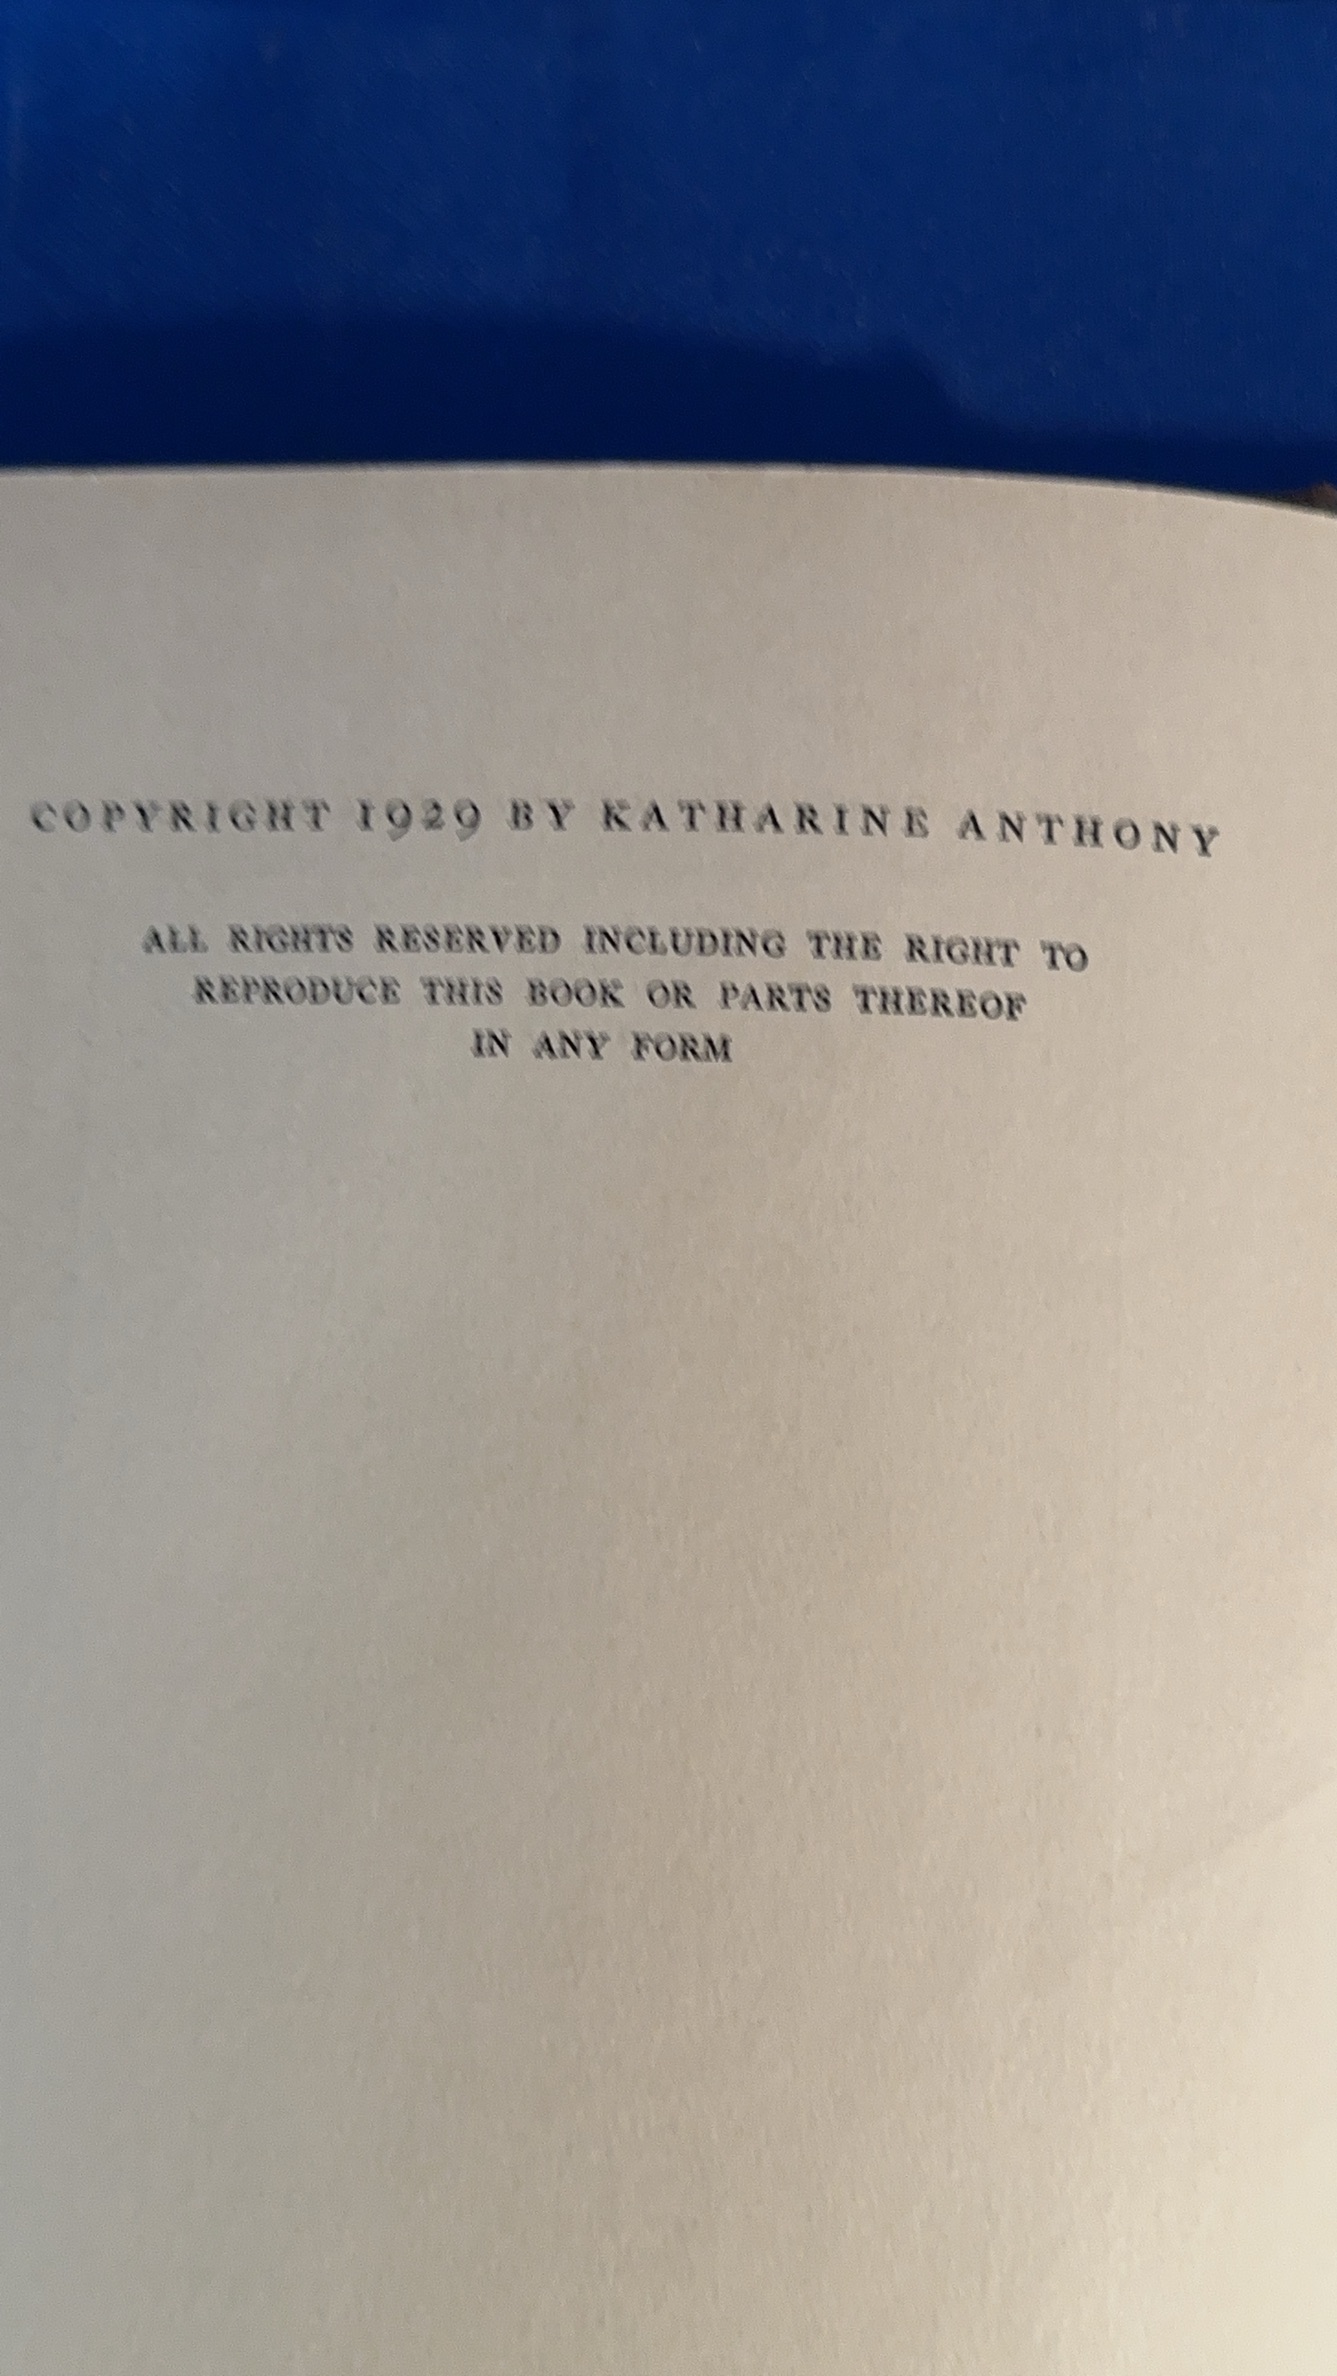 COPYRIGHT 1929 BY KATHARINE ANTHONY
ALL RIGHTS RESERVED INCLUDING THE RIGHT TO
REPRODUCE THIS BOOK OR PARTS THEREOF
IN ANY FORM